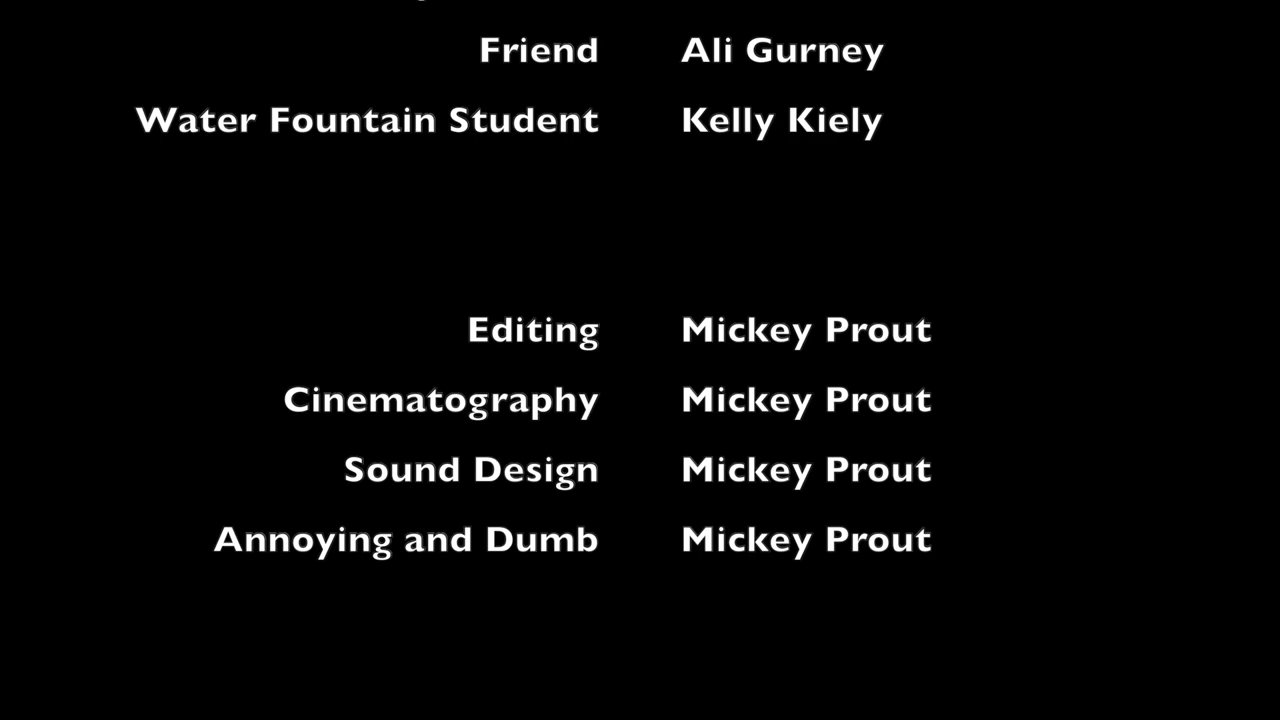 Friend Ali Gurney
Water Fountain Student Kelly Kiely
Editing Mickey Prout
Cinematography Mickey Prout
Sound Design Mickey Prout
Annoying and Dumb Mickey Prout